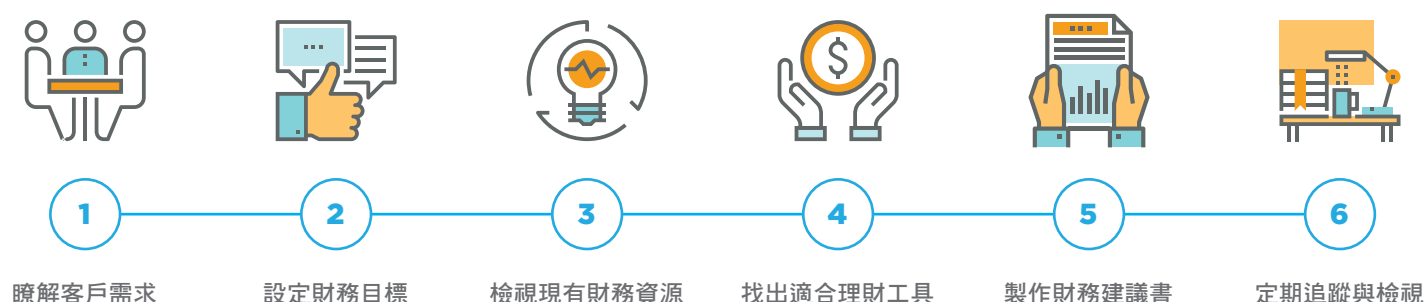 1
2
3
4
5
6
瞭解客戶需求
設定財務目標
檢視現有財務資源
找出適合理財工具
製作財務建議書
定期追蹤與檢視